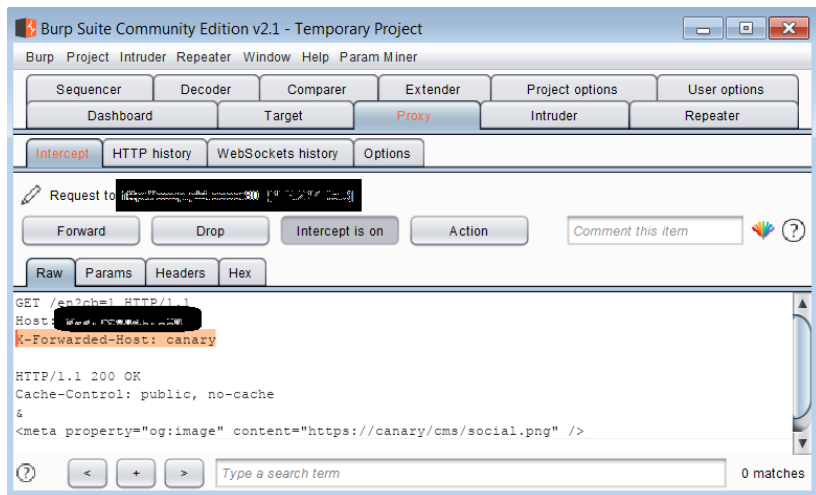 Burp Suite Community Edition v2.1 - Temporary Project
Burp Project Intruder Repeater Window Help Param Miner
Sequencer Decoder Comparer Extender Project options User options
Dashboard Target Proxy Intruder Repeater
Intercept HTTP history WebSockets history Options
Request to
Forward Drop Intercept is on Action Comment this item ?
Raw Params Headers Hex
GET /en?cb=1 HTTP/1.1
Host:
X-Forwarded-Host: canary
HTTP/1.1 200 OK
Cache-Control: public, no-cache
&
<meta property="og:image" content="https://canary/cms/social.png" />
? < + > Type a search term 0 matches